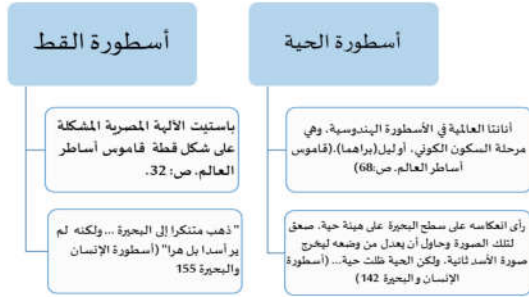 أسطورة الحية
أنانتا العالمية في الأسطورة الهندوسية، وهي
مرحلة السكون الكوني، أو ليل(براهما).(قاموس
أساطر العالم، ص:68)
رأى انعكاسه على سطح البحيرة على هيئة حية، صعق
لتلك الصورة وحاول أن يعدل من وضعه ليخرج
صورة الأسد ثانية، ولكن الحية ظلت حية... (أسطورة
الإنسان والبحيرة 142)
أسطورة القط
باستيت الآلهة المصرية المشكلة
على شكل قطة قاموس أساطر
العالم، ص: 32.
" ذهب متنكرا إلى البحيرة ... ولكنه لم
ير أسدا بل هرا" (أسطورة الإنسان
والبحيرة 155